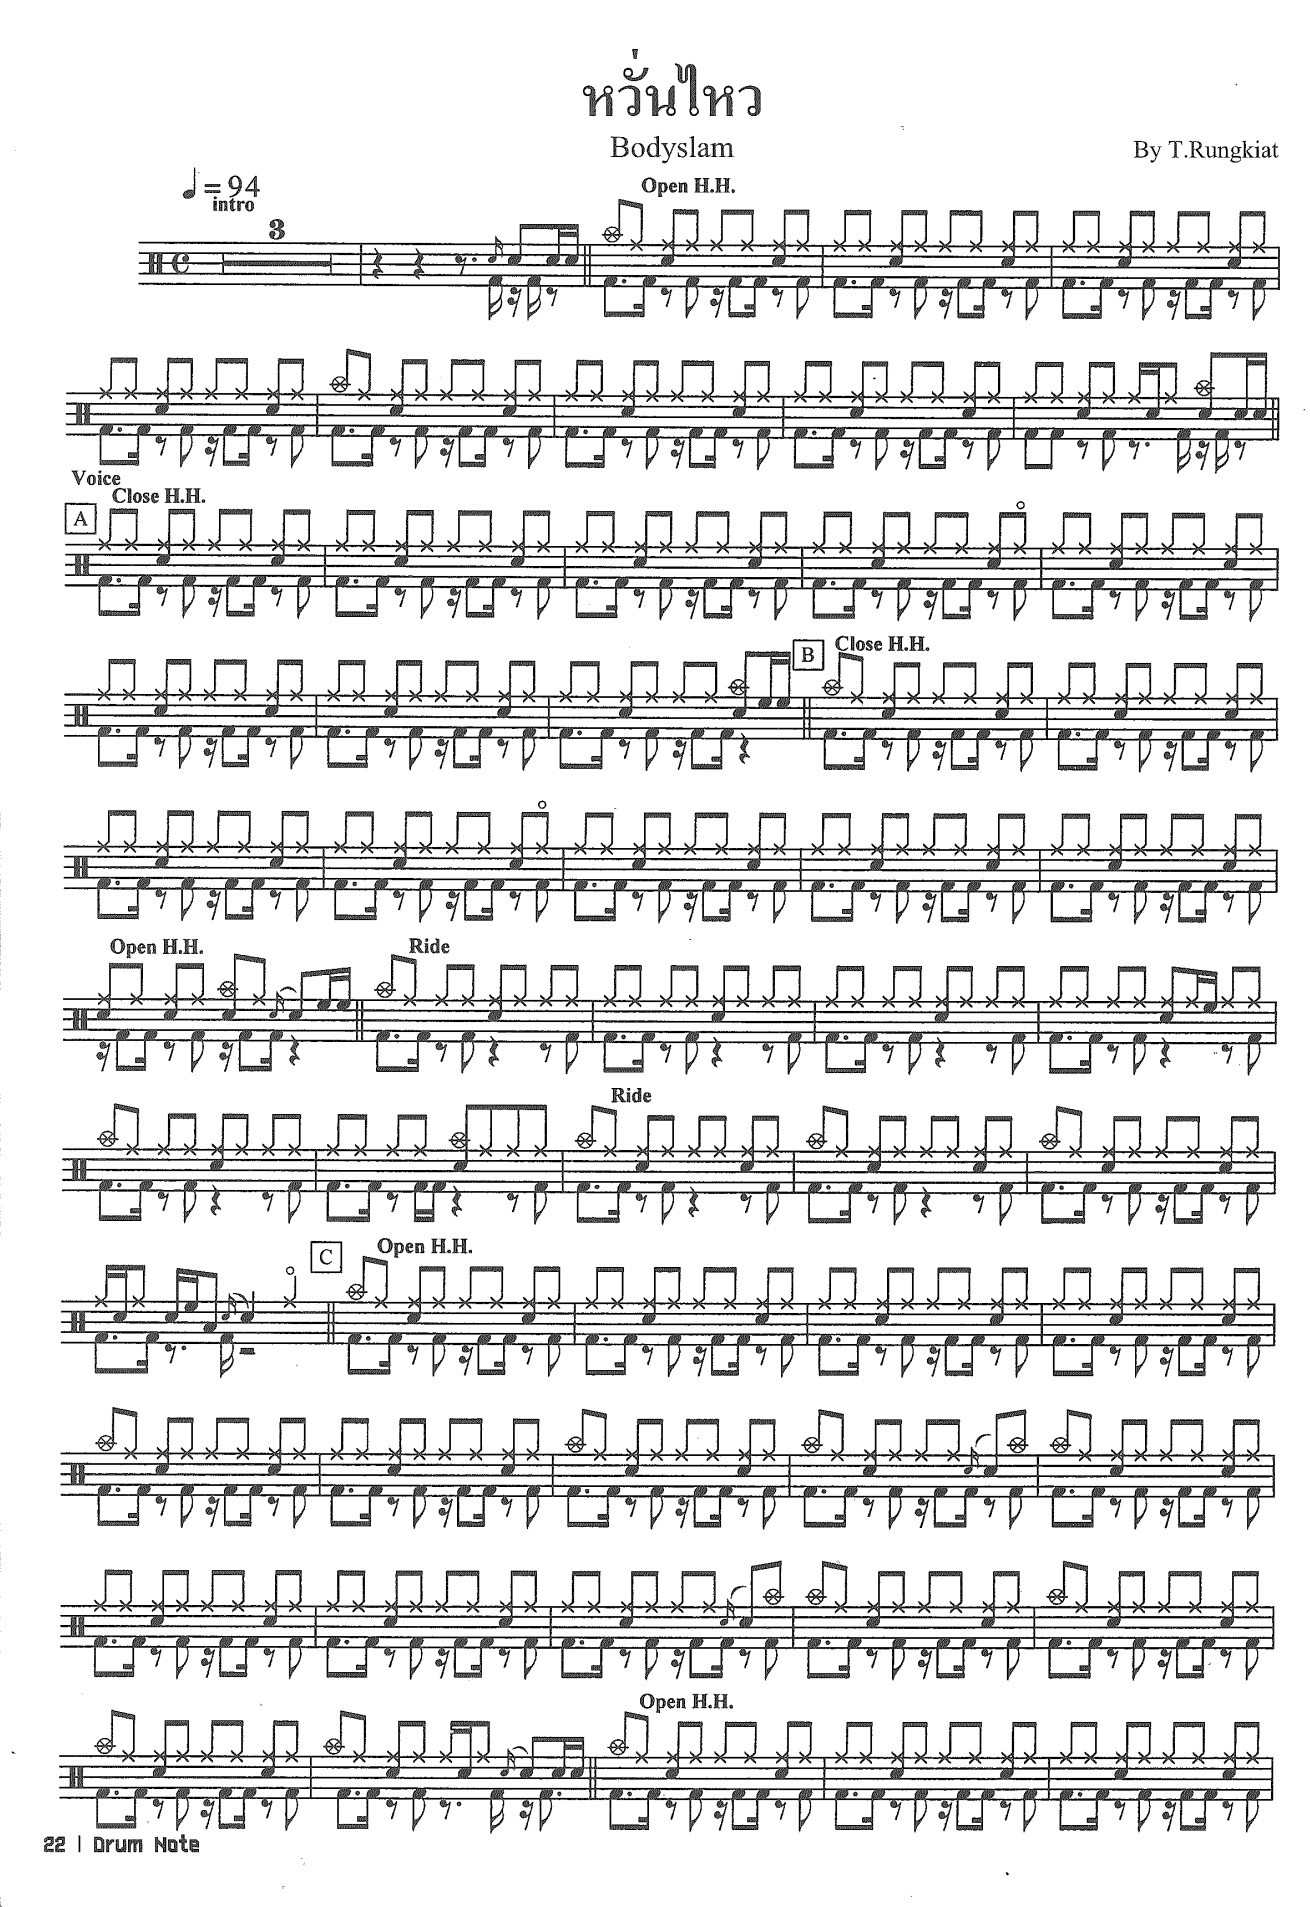 หวั่นไหว
Bodyslam
By T.Rungkiat
= 94
intro
Open H.H.
3
Voice
Close H.H.
A
B
Close H.H.
Open H.H.
Ride
Ride
C
Open H.H.
Open H.H.
22 | Drum Note